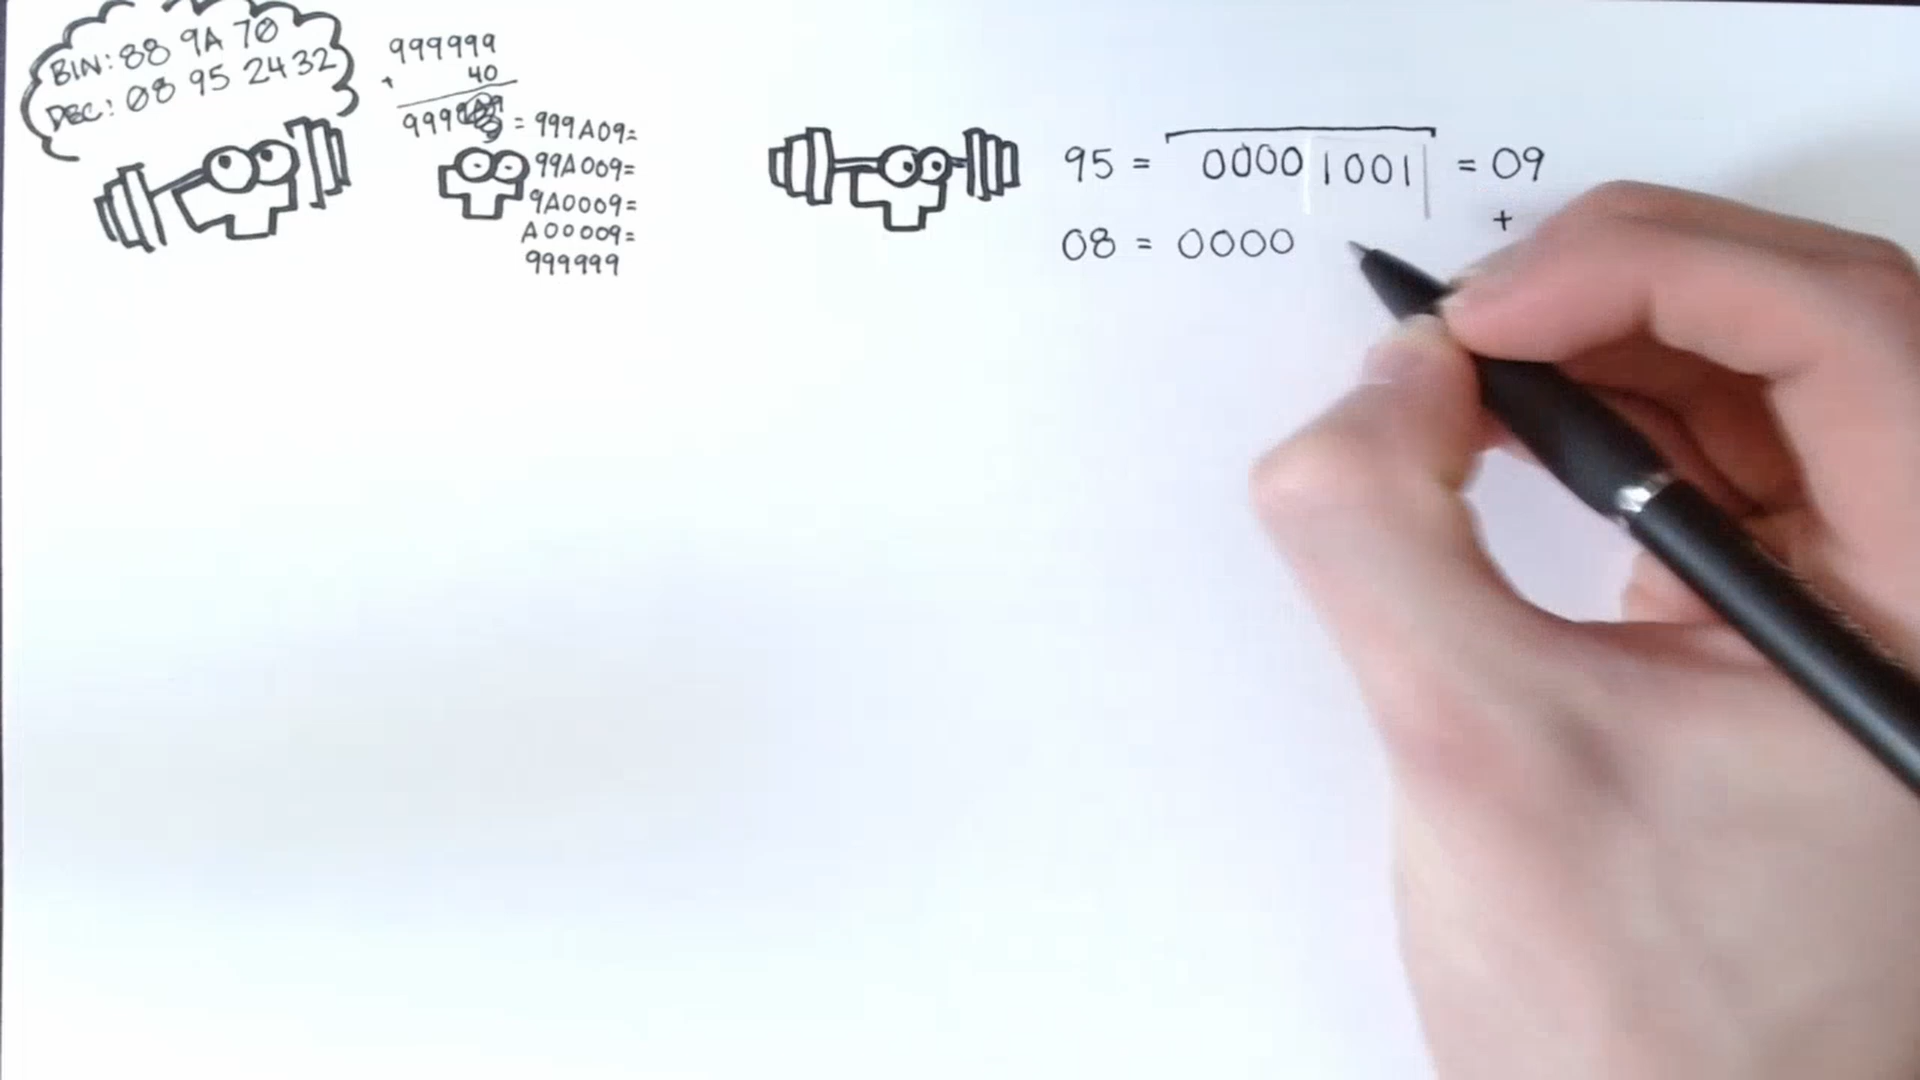 BIN: 88 9A 70
DEC: 08 95 2432
999999
+ 40
999
= 999A09=
99A009=
9A0009=
A00009=
999999
95 = 0000 1001 = 09
+
08 = 0000